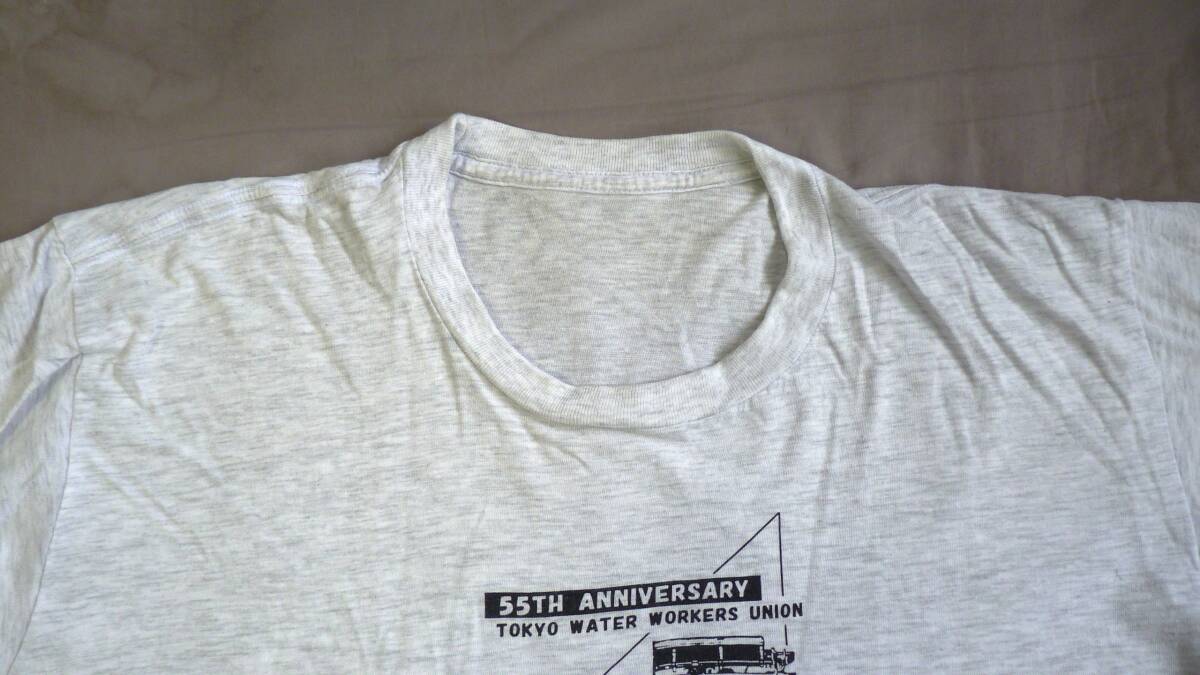 55TH ANNIVERSARY
TOKYO WATER WORKERS UNION